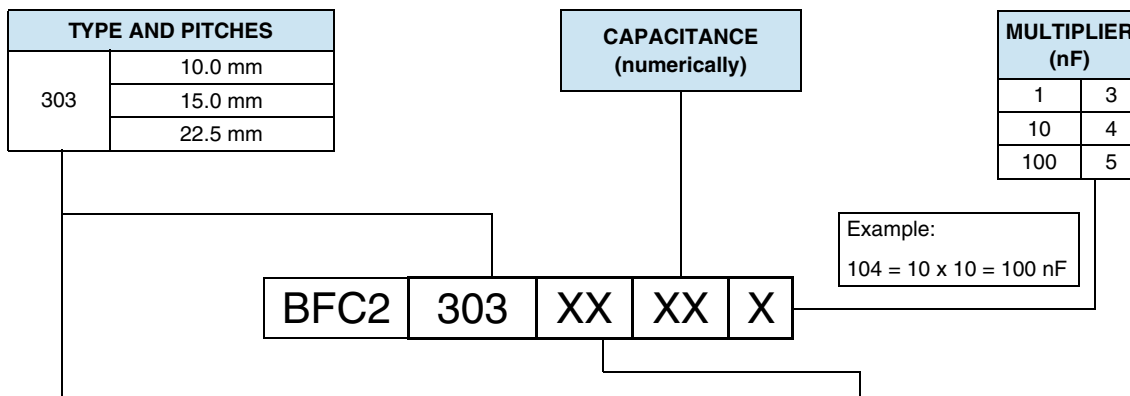 TYPE AND PITCHES
303
10.0 mm
15.0 mm
22.5 mm
CAPACITANCE
(numerically)
MULTIPLIER
(nF)
1 3
10 4
100 5
Example:
104 = 10 x 10 = 100 nF
BFC2 303 XX XX X